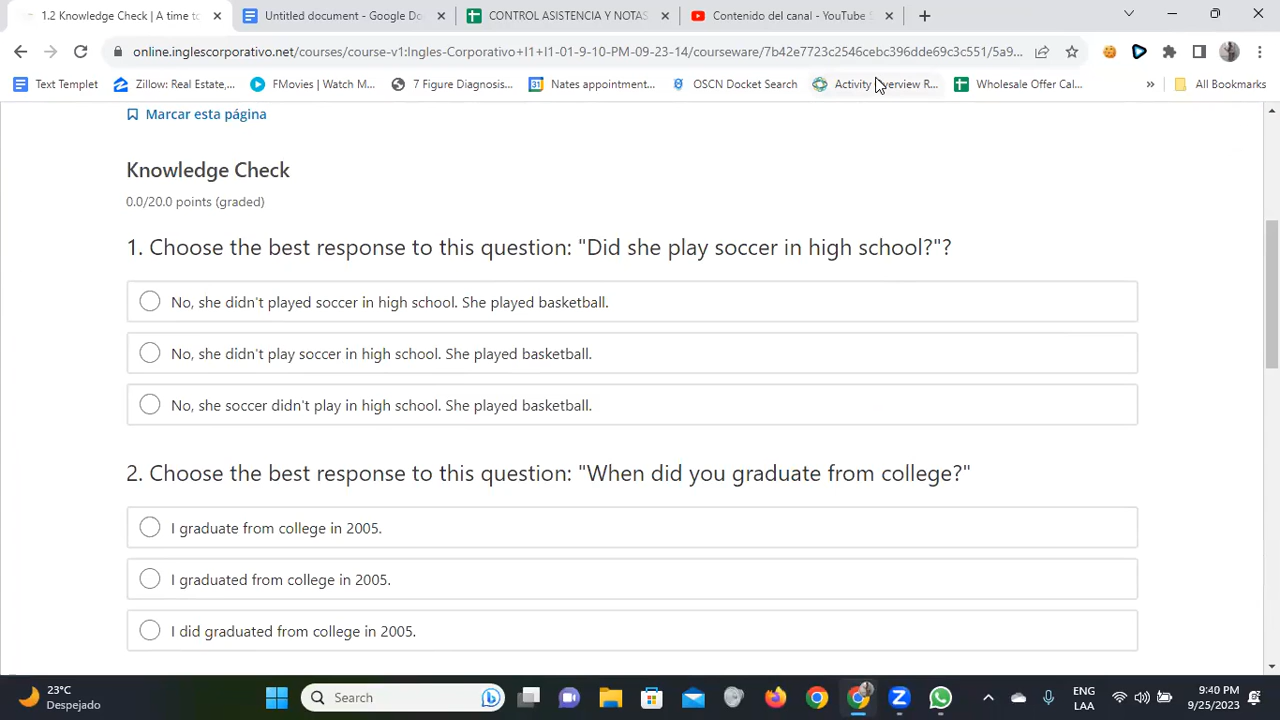 1.2 Knowledge Check | A time to
Untitled document - Google Do
CONTROL ASISTENCIA Y NOTAS
Contenido del canal - YouTube S
online.inglescorporativo.net/courses/course-v1:Ingles-Corporativo+I1+I1-01-9-10-PM-09-23-14/courseware/7b42e7723c2546cebc396dde69c3c551/5a9...
Text Templet
Zillow: Real Estate,...
FMovies | Watch M...
7 Figure Diagnosis...
Nates appointment...
OSCN Docket Search
Activity Overview R...
Wholesale Offer Cal...
»
All Bookmarks
Marcar esta página
Knowledge Check
0.0/20.0 points (graded)
1. Choose the best response to this question: "Did she play soccer in high school?"?
No, she didn't played soccer in high school. She played basketball.
No, she didn't play soccer in high school. She played basketball.
No, she soccer didn't play in high school. She played basketball.
2. Choose the best response to this question: "When did you graduate from college?"
I graduate from college in 2005.
I graduated from college in 2005.
I did graduated from college in 2005.
23°C
Despejado
Search
ENG
LAA
9:40 PM
9/25/2023